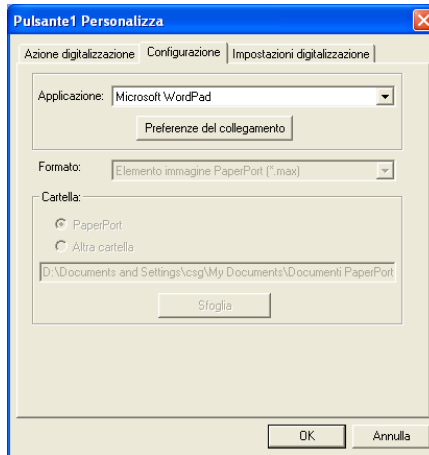 Pulsante1 Personalizza
Azione digitalizzazione Configurazione Impostazioni digitalizzazione
Applicazione: Microsoft WordPad
Preferenze del collegamento
Formato: Elemento immagine PaperPort (*.max)
Cartella:
PaperPort
Altra cartella
D:\Documents and Settings\csg\My Documents\Documenti PaperPort
Sfoglia
OK Annulla